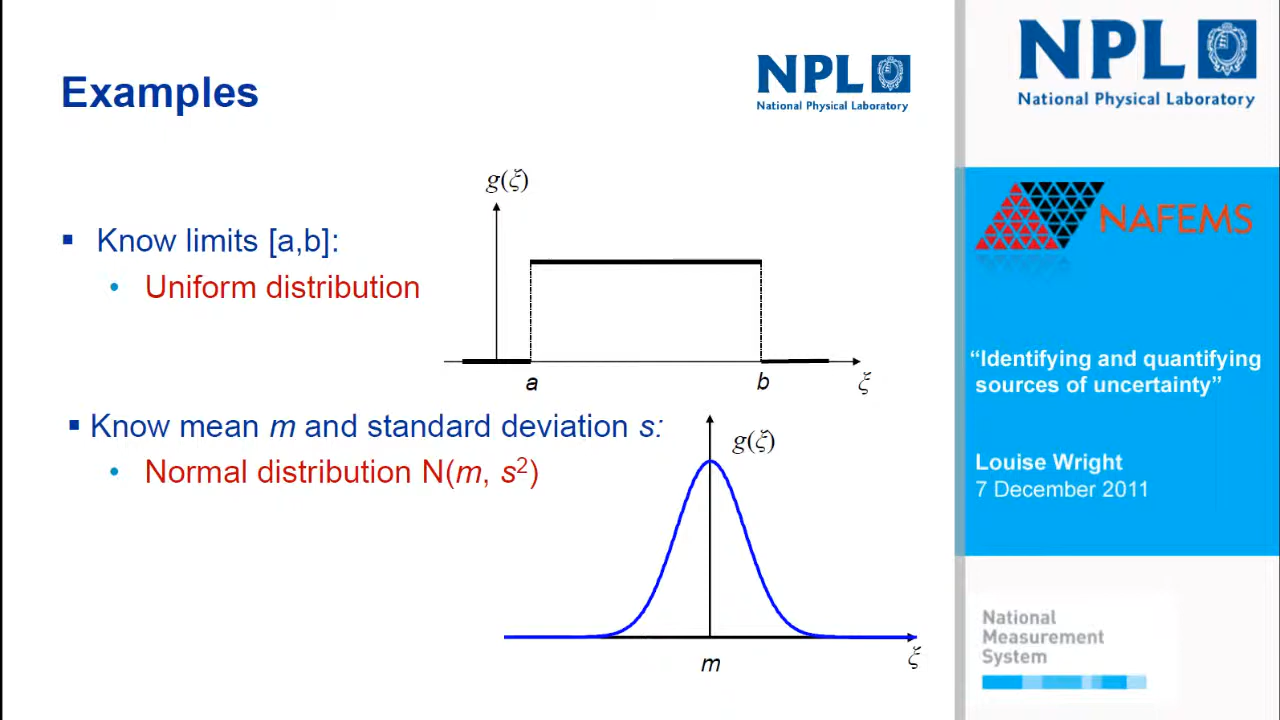 Examples
NPL
National Physical Laboratory
g(ξ)
▪ Know limits [a,b]:
• Uniform distribution
a
b
ξ
▪ Know mean m and standard deviation s:
• Normal distribution N(m, s²)
g(ξ)
m
ξ
NPL
National Physical Laboratory
NAFEMS
“Identifying and quantifying
sources of uncertainty”
Louise Wright
7 December 2011
National
Measurement
System